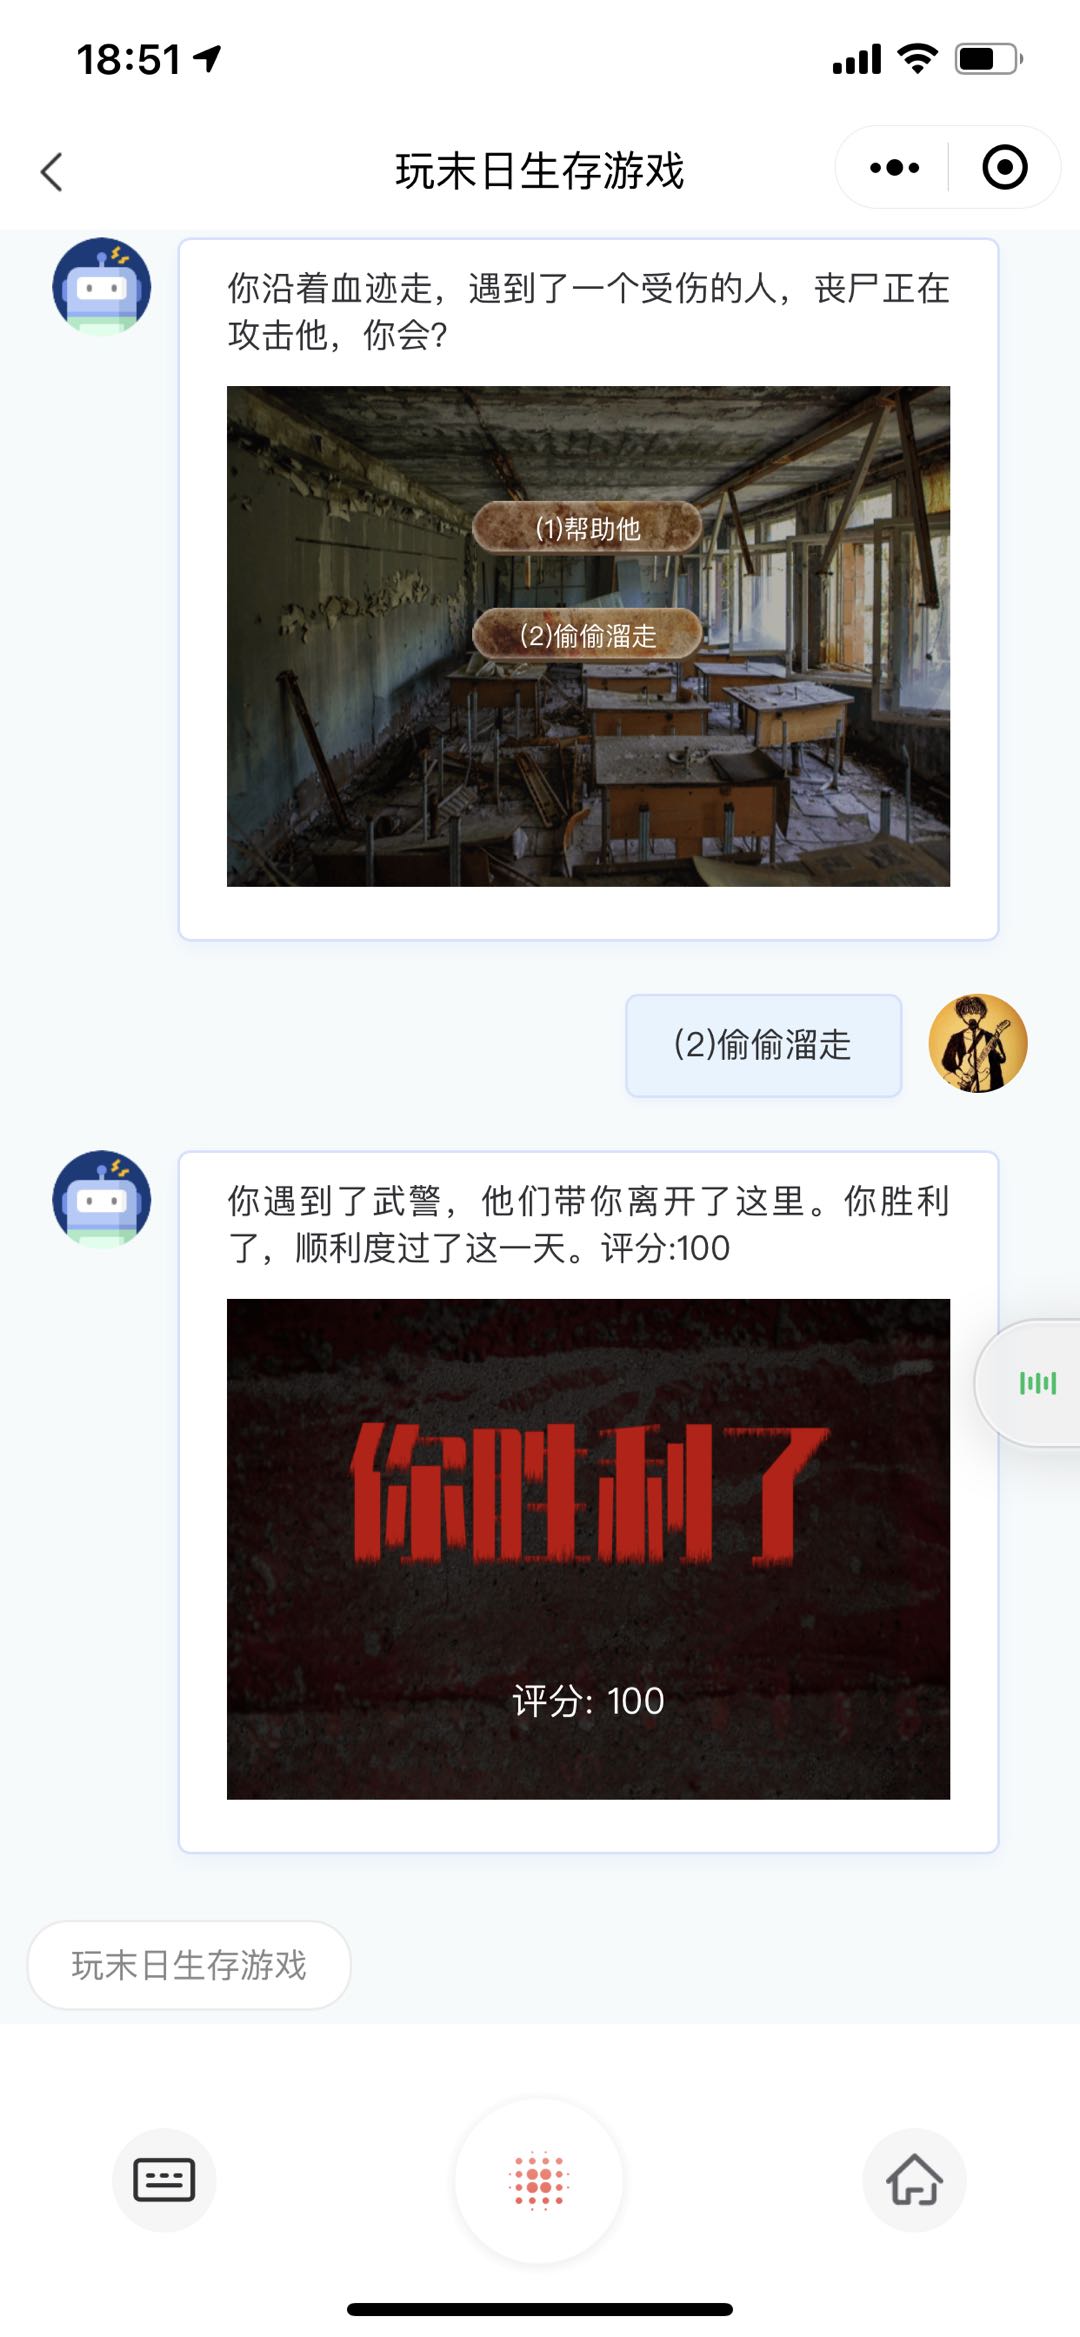 18:51
玩末日生存游戏
你沿着血迹走，遇到了一个受伤的人，丧尸正在
攻击他，你会？
(1)帮助他
(2)偷偷溜走
(2)偷偷溜走
你遇到了武警，他们带你离开了这里。你胜利
了，顺利度过了这一天。评分:100
你胜利了
评分: 100
玩末日生存游戏